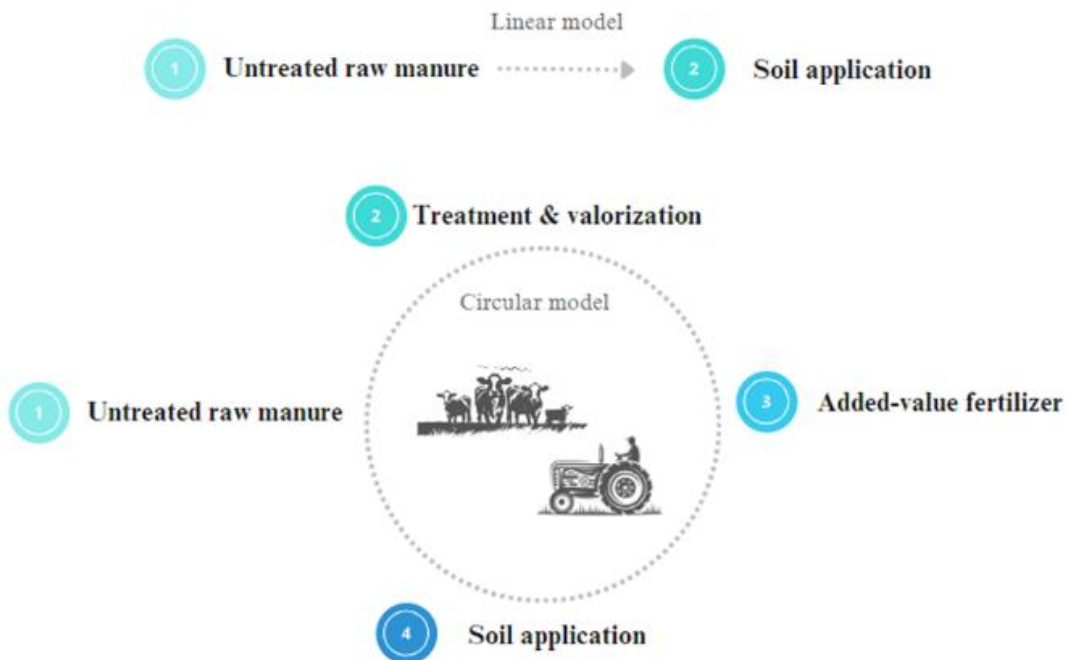 Linear model
1 Untreated raw manure 2 Soil application
2 Treatment & valorization
Circular model
1 Untreated raw manure
3 Added-value fertilizer
4 Soil application